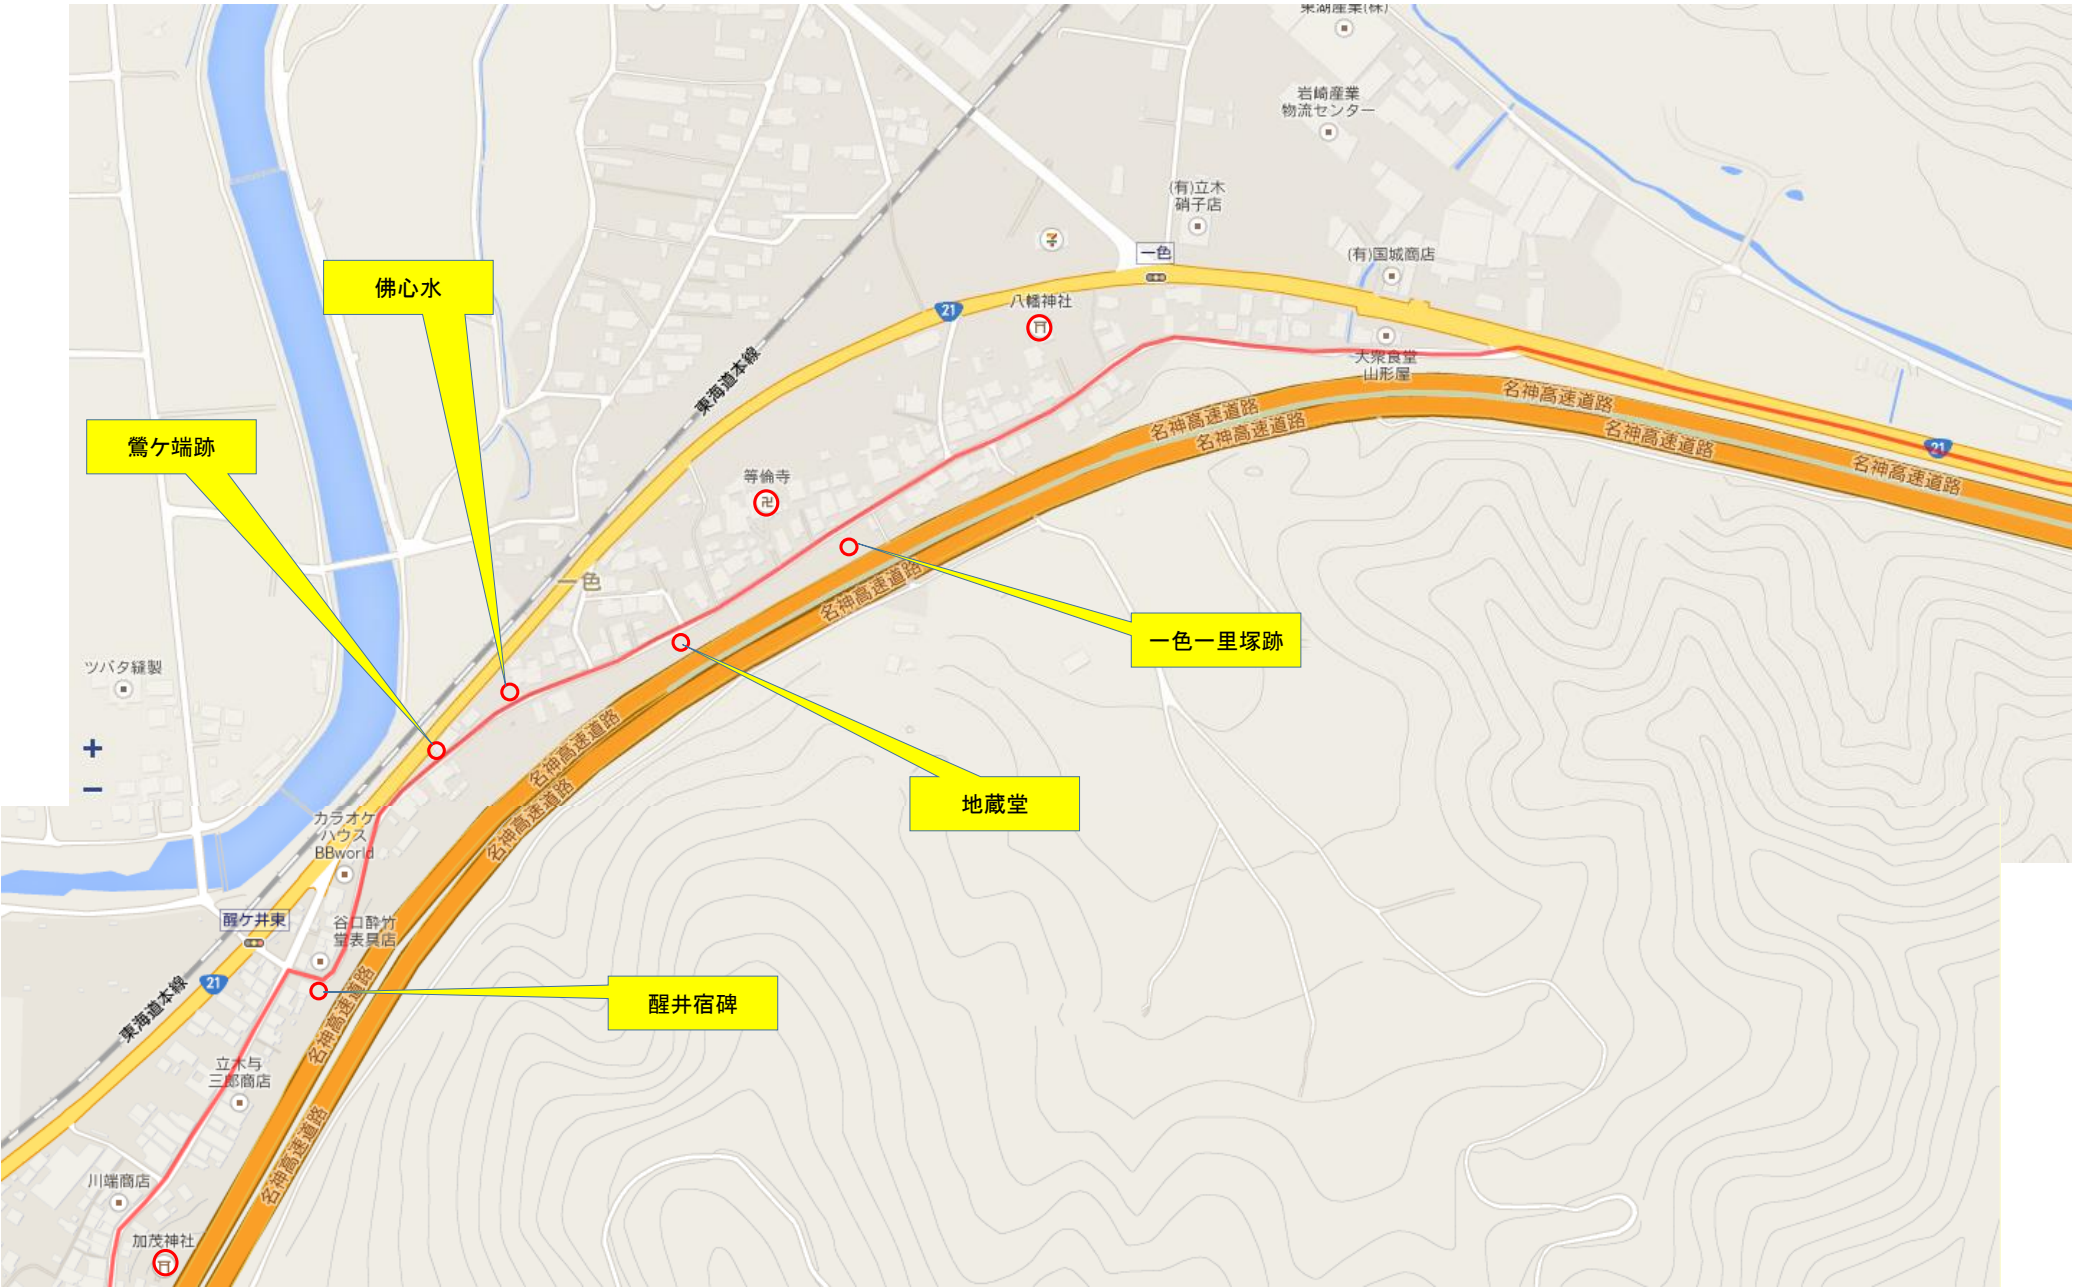 東湖産業(株)
岩崎産業
物流センター
(有)立木
硝子店
一色
(有)国城商店
佛心水
21
八幡神社
東海道本線
大衆食堂
山形屋
名神高速道路
名神高速道路
名神高速道路
名神高速道路
鶯ケ端跡
21
名神高速道路
等倫寺
一色
名神高速道路
一色一里塚跡
ツバタ縫製
名神高速道路
+
−
地蔵堂
カラオケ
ハウス
BBworld
名神高速道路
醒ケ井東
谷口酔竹
堂表具店
21
東海道本線
名神高速道路
醒井宿碑
立木与
三郎商店
名神高速道路
川端商店
加茂神社